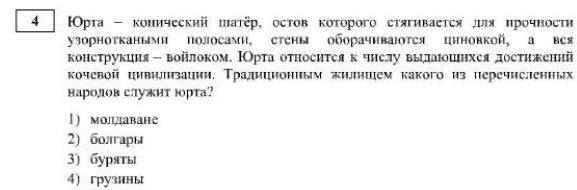 4
Юрта – конический шатёр, остов которого стягивается для прочности
узорноткаными полосами, стены оборачиваются циновкой, а вся
конструкция – войлоком. Юрта относится к числу выдающихся достижений
кочевой цивилизации. Традиционным жилищем какого из перечисленных
народов служит юрта?
1) молдаване
2) болгары
3) буряты
4) грузины